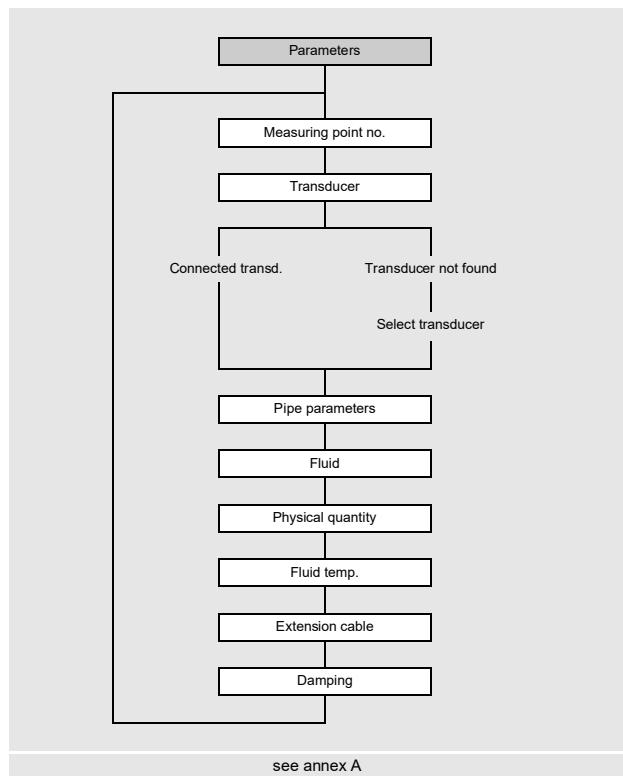 Parameters
Measuring point no.
Transducer
Connected transd.
Transducer not found
Select transducer
Pipe parameters
Fluid
Physical quantity
Fluid temp.
Extension cable
Damping
see annex A